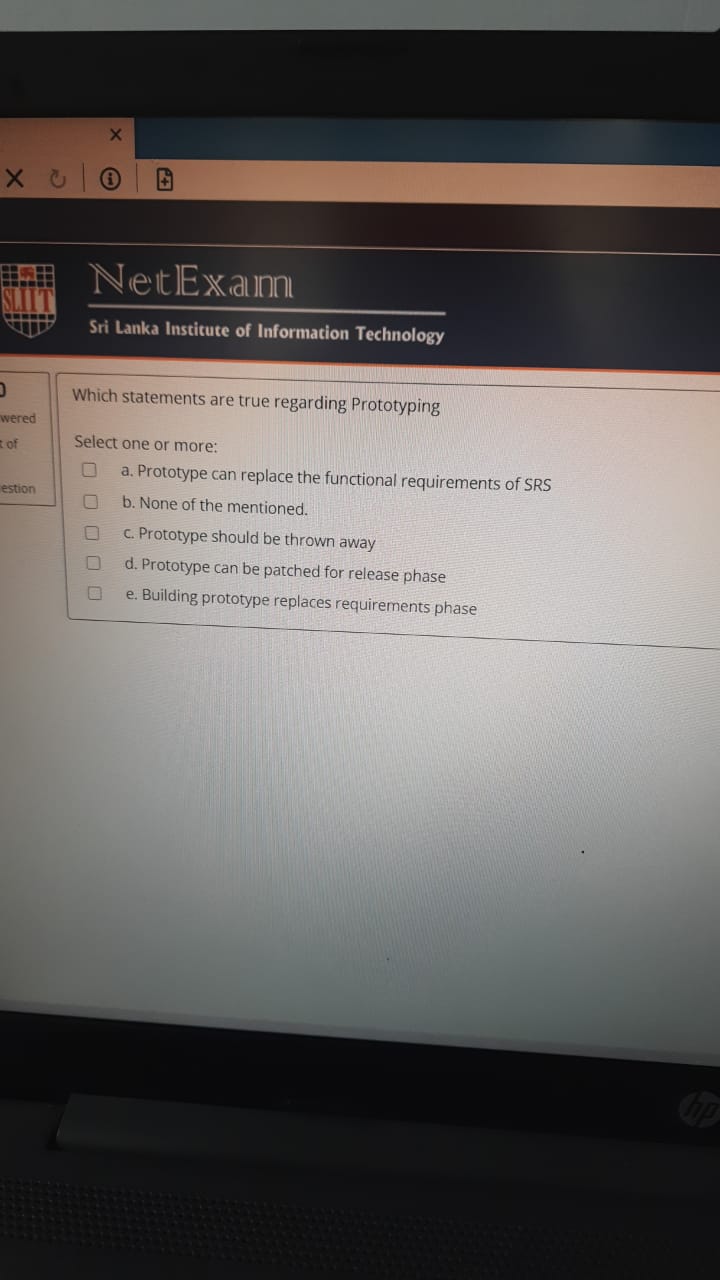 SLIIT
NetExam
Sri Lanka Institute of Information Technology
wered
of
estion
Which statements are true regarding Prototyping
Select one or more:
a. Prototype can replace the functional requirements of SRS
b. None of the mentioned.
c. Prototype should be thrown away
d. Prototype can be patched for release phase
e. Building prototype replaces requirements phase
hp